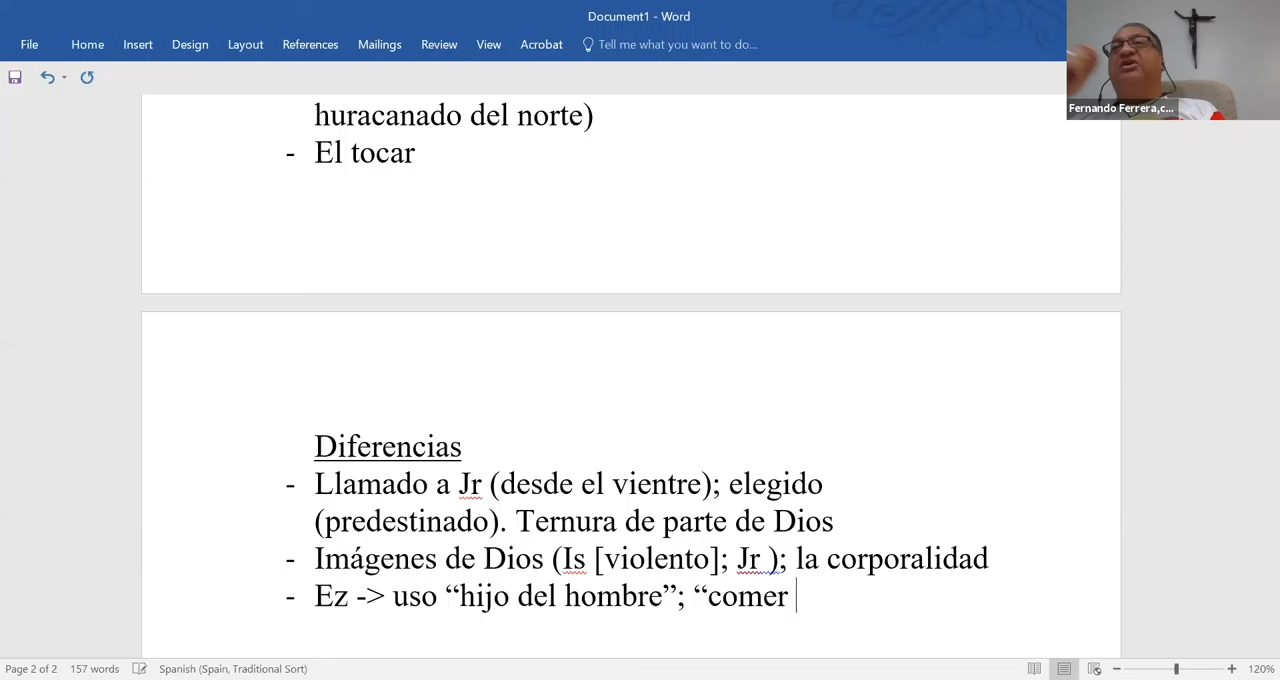 Document1 - Word
File Home Insert Design Layout References Mailings Review View Acrobat Tell me what you want to do...
Fernando Ferrera,c...
huracanado del norte)
- El tocar
Diferencias
- Llamado a Jr (desde el vientre); elegido
(predestinado). Ternura de parte de Dios
- Imágenes de Dios (Is [violento]; Jr ); la corporalidad
- Ez -> uso “hijo del hombre”; “comer
Page 2 of 2 157 words Spanish (Spain, Traditional Sort) 120%